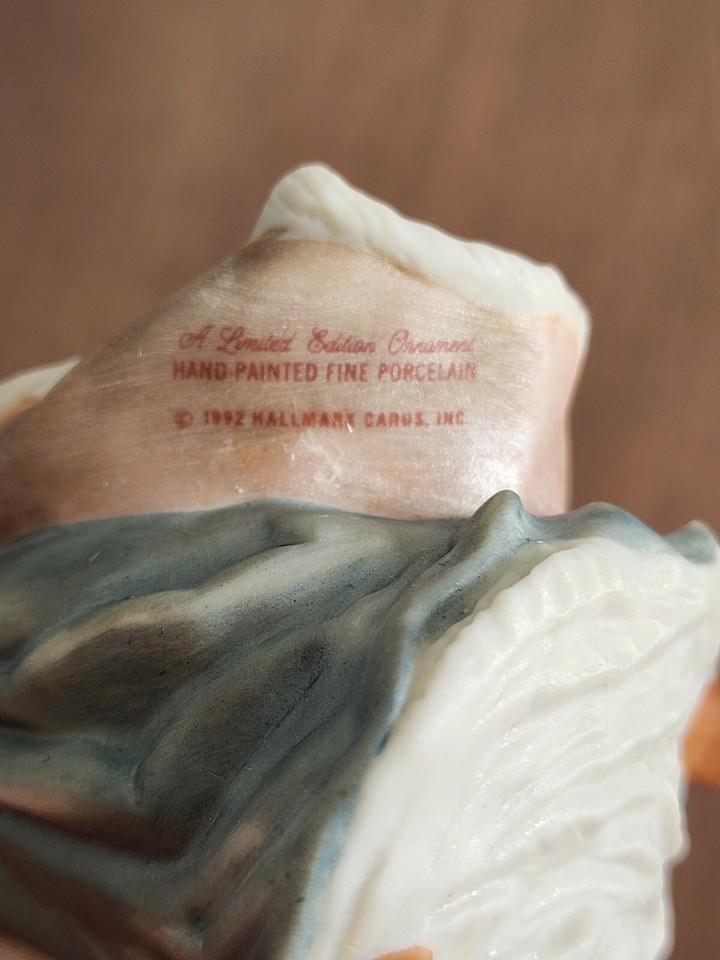 A Limited Edition Ornament
HAND-PAINTED FINE PORCELAIN
© 1992 HALLMARK CARDS, INC.